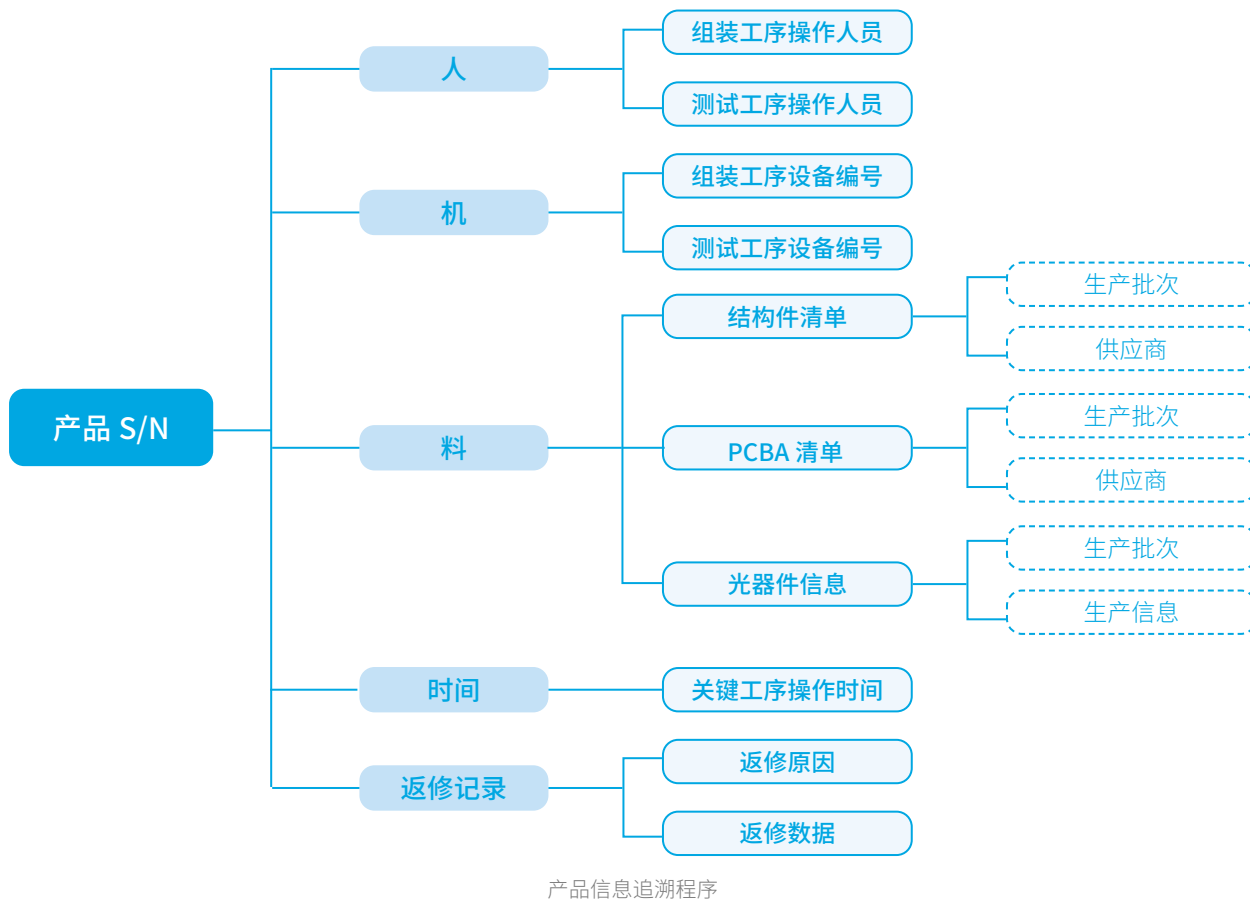 产品 S/N
人
组装工序操作人员
测试工序操作人员
机
组装工序设备编号
测试工序设备编号
料
结构件清单
生产批次
供应商
PCBA 清单
生产批次
供应商
光器件信息
生产批次
生产信息
时间
关键工序操作时间
返修记录
返修原因
返修数据
产品信息追溯程序